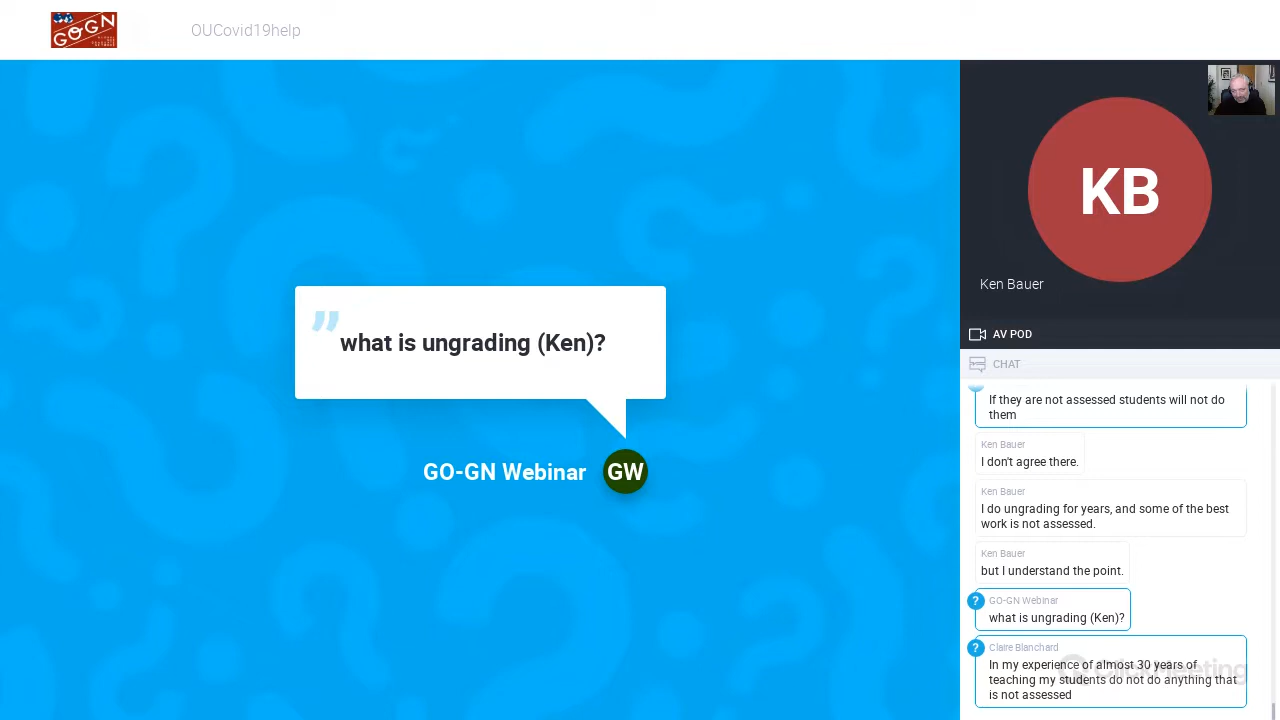 GOGN
OUCovid19help
KB
Ken Bauer
AV POD
CHAT
”
what is ungrading (Ken)?
GO-GN Webinar
GW
If they are not assessed students will not do
them
Ken Bauer
I don't agree there.
Ken Bauer
I do ungrading for years, and some of the best
work is not assessed.
Ken Bauer
but I understand the point.
?
GO-GN Webinar
what is ungrading (Ken)?
?
Claire Blanchard
In my experience of almost 30 years of
teaching my students do not do anything that
is not assessed
ClickMeeting